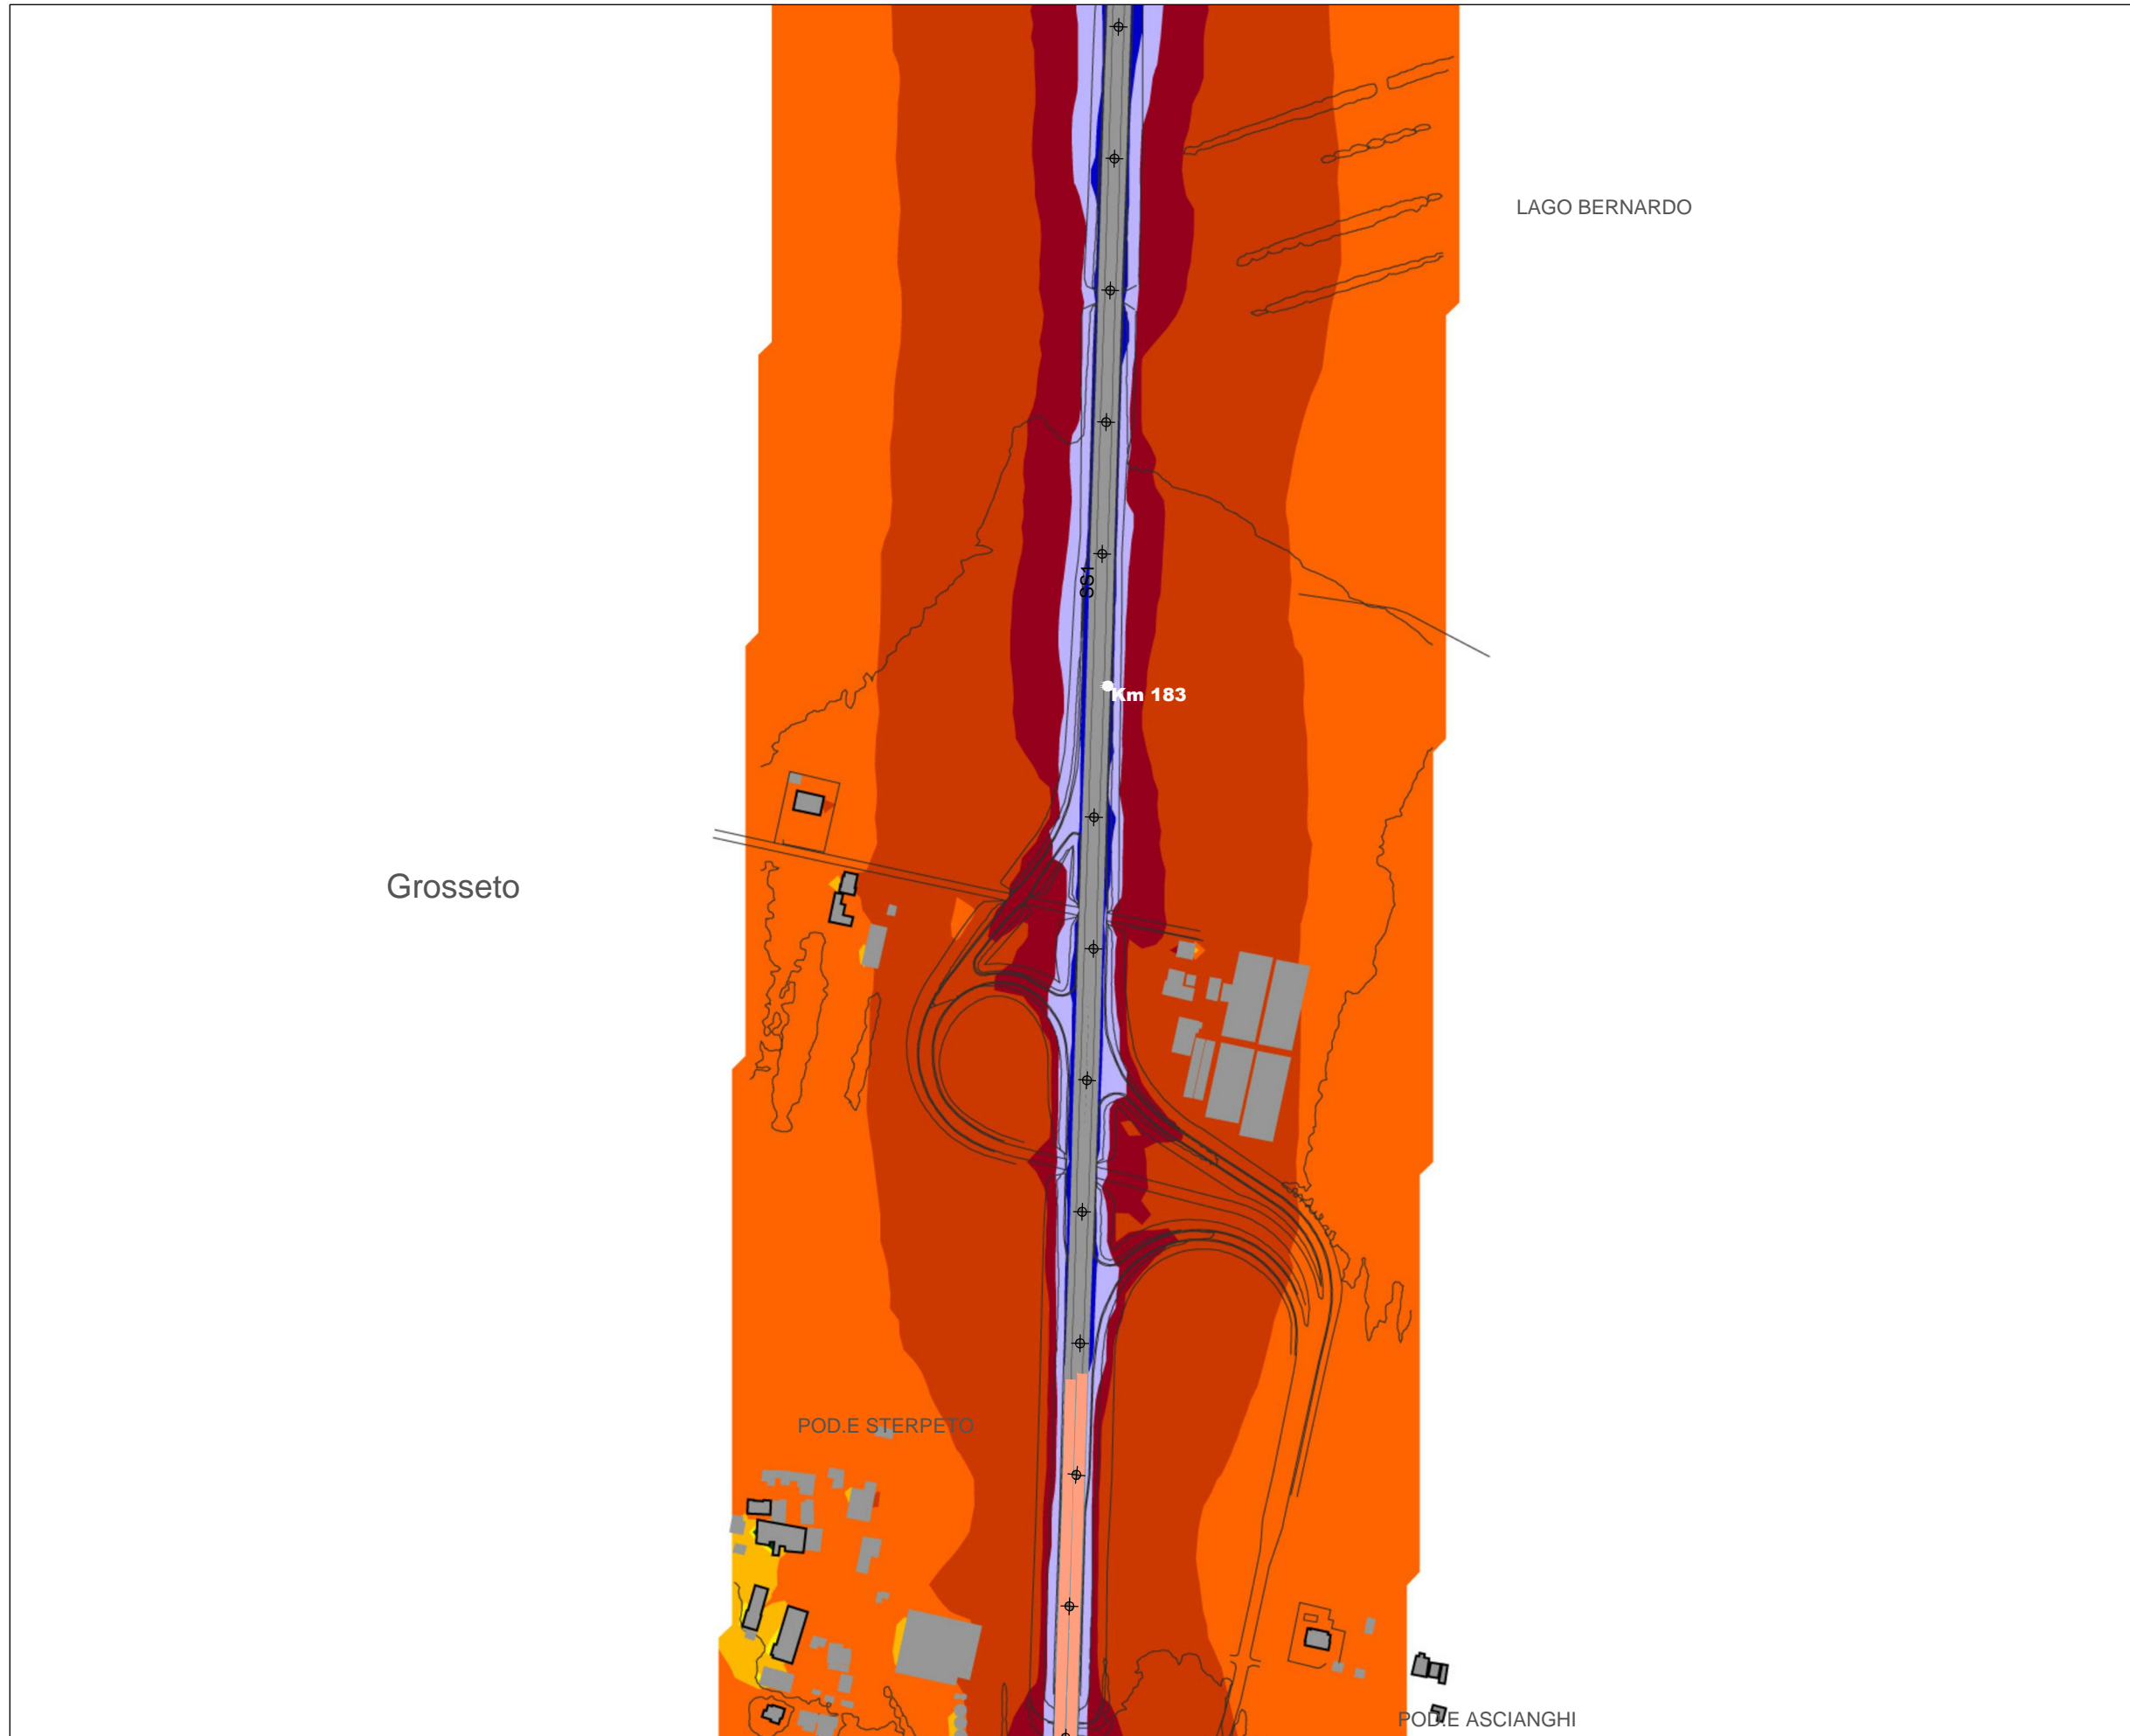 LAGO BERNARDO
SS1
Km 183
Grosseto
POD.E STERPETO
POD.E ASCIANGHI